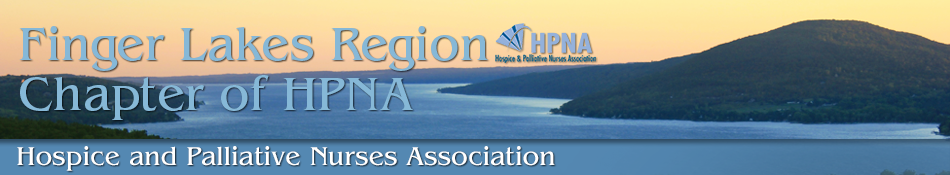 Finger Lakes Region
HPNA
Hospice & Palliative Nurses Association
Chapter of HPNA
Hospice and Palliative Nurses Association